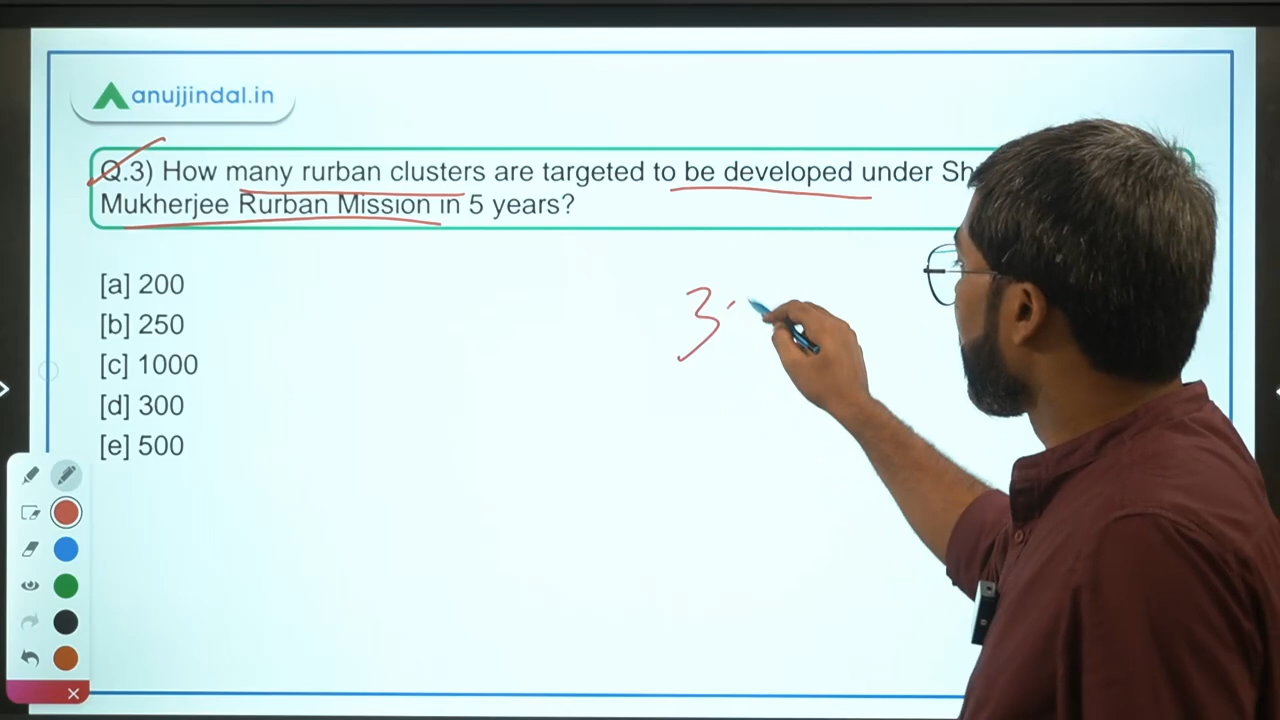 anujjindal.in
Q.3) How many rurban clusters are targeted to be developed under Sh
Mukherjee Rurban Mission in 5 years?
[a] 200
[b] 250
[c] 1000
[d] 300
[e] 500
3